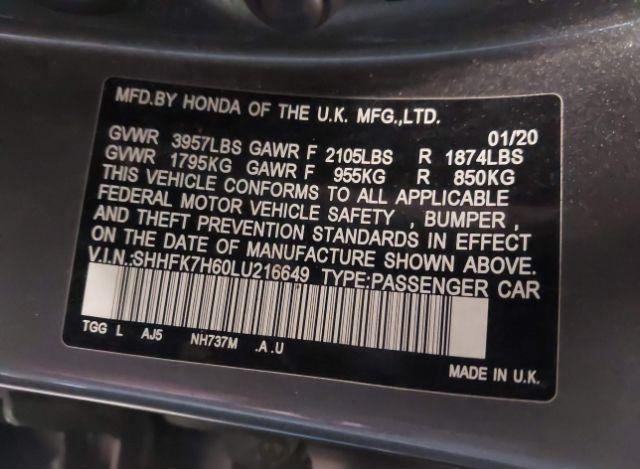 MFD.BY HONDA OF THE U.K. MFG.,LTD.
01/20
GVWR 3957LBS GAWR F 2105LBS R 1874LBS
GVWR 1795KG GAWR F 955KG R 850KG
THIS VEHICLE CONFORMS TO ALL APPLICABLE
FEDERAL MOTOR VEHICLE SAFETY , BUMPER ,
AND THEFT PREVENTION STANDARDS IN EFFECT
ON THE DATE OF MANUFACTURE SHOWN ABOVE.
V.I.N.:SHHFK7H60LU216649 TYPE:PASSENGER CAR
TGG L AJ5 NH737M .A.U
MADE IN U.K.